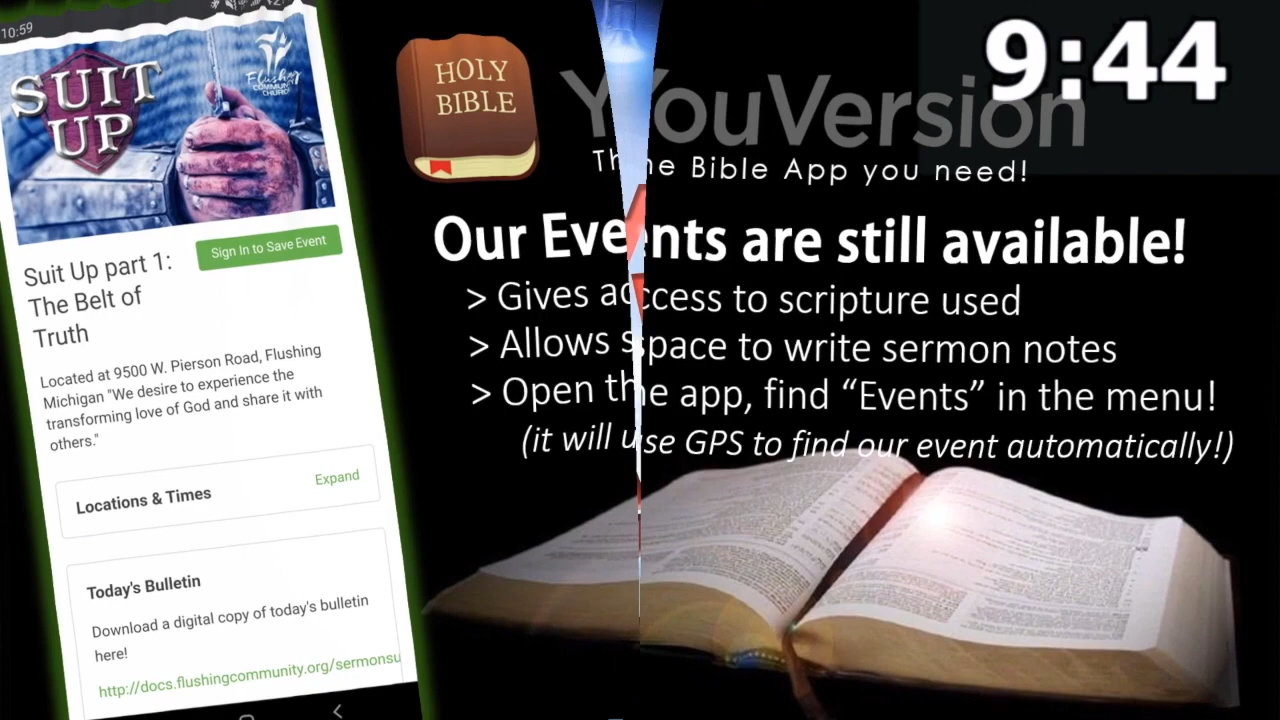 10:59
SUIT
UP
Flushing
COMMUNITY
CHURCH
Suit Up part 1:
The Belt of
Truth
Sign In to Save Event
Located at 9500 W. Pierson Road, Flushing
Michigan "We desire to experience the
transforming love of God and share it with
others."
Locations & Times
Expand
Today's Bulletin
Download a digital copy of today's bulletin
here!
http://docs.flushingcommunity.org/sermonsu
9:44
HOLY
BIBLE
YouVersion
The Bible App you need!
Our Events are still available!
> Gives access to scripture used
> Allows space to write sermon notes
> Open the app, find “Events” in the menu!
(it will use GPS to find our event automatically!)